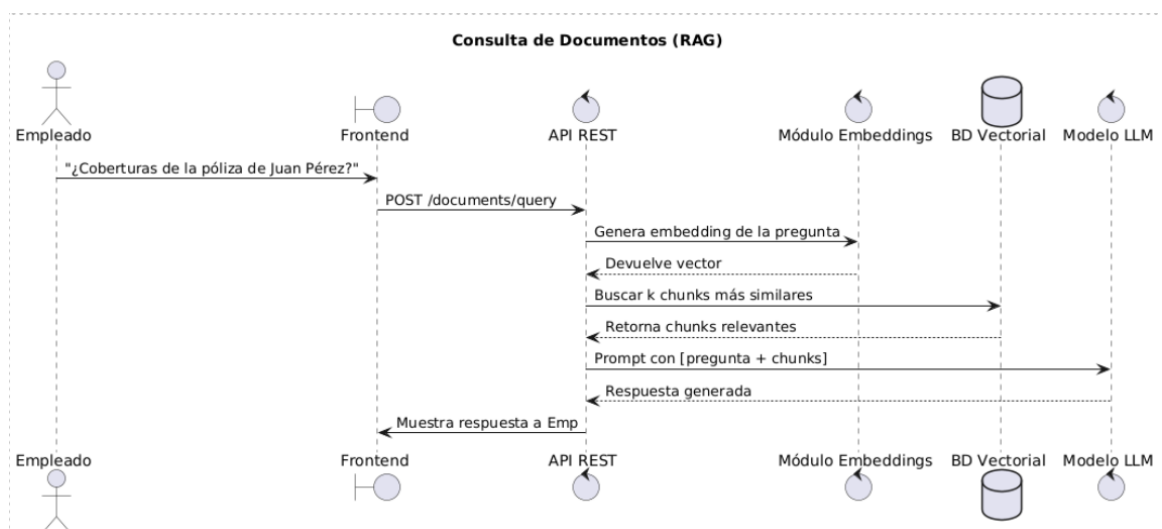 Consulta de Documentos (RAG)
Empleado
Frontend
API REST
Módulo Embeddings
BD Vectorial
Modelo LLM
"¿Coberturas de la póliza de Juan Pérez?"
POST /documents/query
Genera embedding de la pregunta
Devuelve vector
Buscar k chunks más similares
Retorna chunks relevantes
Prompt con [pregunta + chunks]
Respuesta generada
Muestra respuesta a Emp
Empleado
Frontend
API REST
Módulo Embeddings
BD Vectorial
Modelo LLM